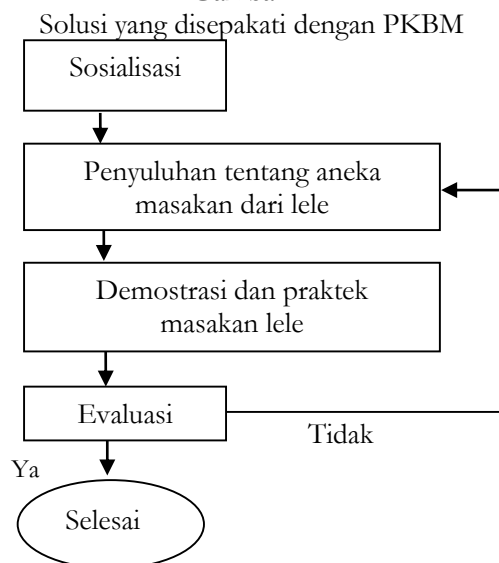 Solusi yang disepakati dengan PKBM
Sosialisasi
Penyuluhan tentang aneka
masakan dari lele
Demostrasi dan praktek
masakan lele
Evaluasi
Tidak
Ya
Selesai